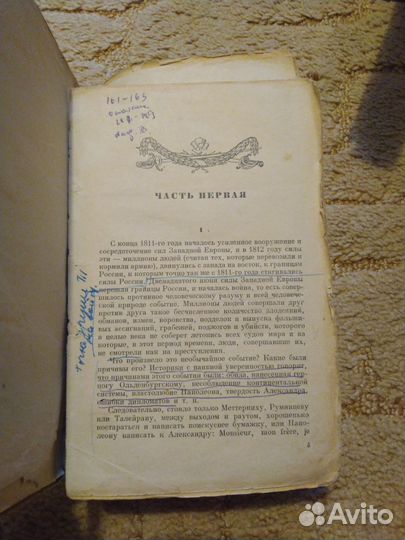 161-165
ЧАСТЬ ПЕРВАЯ
I
С конца 1811-го года началось усиленное вооружение и
сосредоточение сил Западной Европы, и в 1812 году силы
эти — миллионы людей (считая тех, которые перевозили и
кормили армию), двинулись с запада на восток, к границам
России, к которым точно так же с 1811-го года стягивались
силы России. Двенадцатого июня силы Западной Европы
перешли границы России, и началась война, то есть совер-
шилось противное человеческому разуму и всей человече-
ской природе событие. Миллионы людей совершали друг
против друга такое бесчисленное количество злодеяний,
обманов, измен, воровства, подделок и выпуска фальши-
вых ассигнаций, грабежей, поджогов и убийств, которого
в целые века не соберет летопись всех судов мира и на
которые, в этот период времени, люди, совершавшие их,
не смотрели как на преступления.
Что произвело это необычайное событие? Какие были
причины его? Историки с наивной уверенностью говорят,
что причинами этого события были: обида, нанесенная гер-
цогу Ольденбургскому, несоблюдение континентальной
системы, властолюбие Наполеона, твердость Александра,
ошибки дипломатов и т. п.
Следовательно, стоило только Меттерниху, Румянцеву
или Талейрану, между выходом и раутом, хорошенько
постараться и написать поискуснее бумажку, или Напо-
леону написать к Александру: Monsieur, mon frère, je
Avito